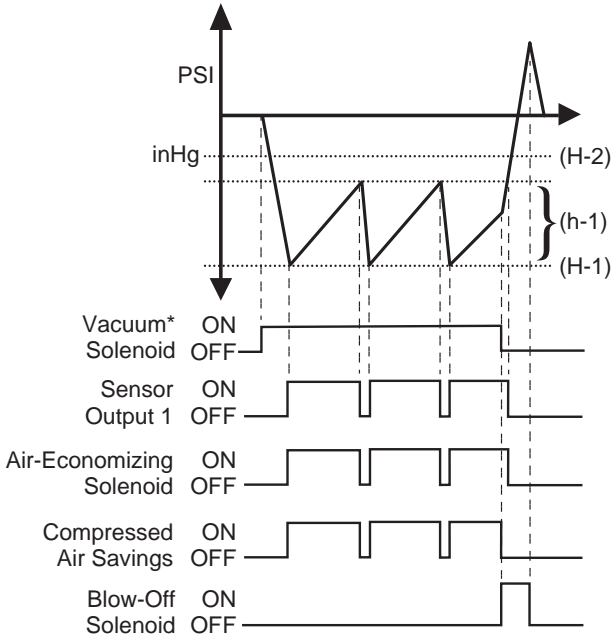 PSI
inHg
(H-2)
(h-1)
(H-1)
Vacuum* ON
Solenoid OFF
Sensor ON
Output 1 OFF
Air-Economizing ON
Solenoid OFF
Compressed ON
Air Savings OFF
Blow-Off ON
Solenoid OFF